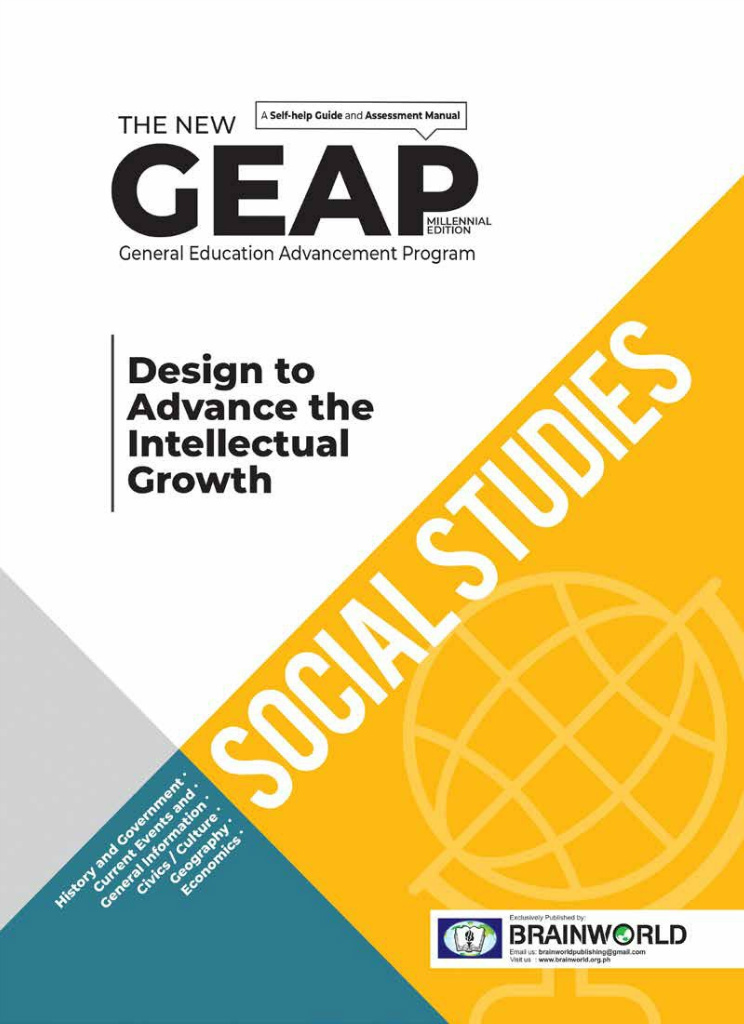 A Self-help Guide and Assessment Manual
THE NEW
GEAP
MILLENNIAL
EDITION
General Education Advancement Program
Design to
Advance the
Intellectual
Growth
SOCIAL STUDIES
History and Government •
Current Events and •
General Information •
Civics / Culture •
Geography •
Economics •
Exclusively Published by:
BRAINWORLD
Email us: brainworldpublishing@gmail.com
Visit us : www.brainworld.org.ph